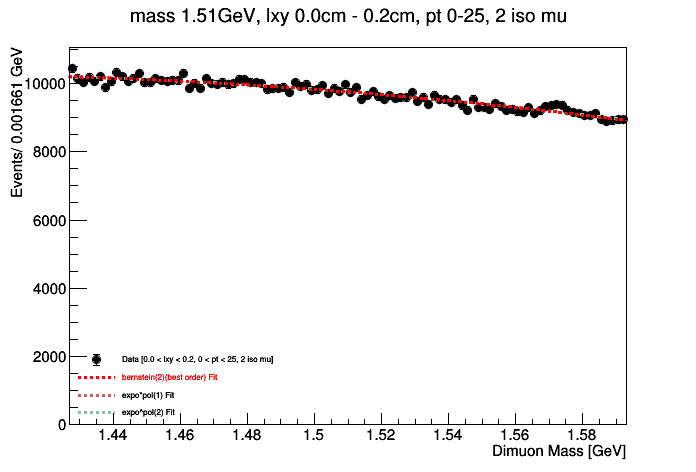 mass 1.51GeV, lxy 0.0cm - 0.2cm, pt 0-25, 2 iso mu
Events/ 0.001661 GeV
10000
8000
6000
4000
2000
0
Data [0.0 < lxy < 0.2, 0 < pt < 25, 2 iso mu]
bernstein(2)(best order) Fit
expo*pol(1) Fit
expo^pol(2) Fit
1.44 1.46 1.48 1.5 1.52 1.54 1.56 1.58
Dimuon Mass [GeV]